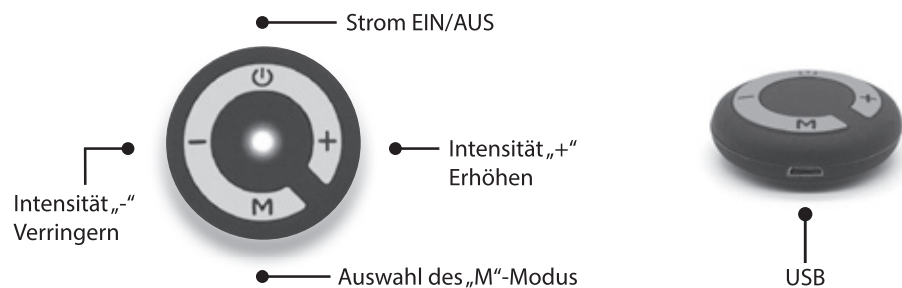 Strom EIN/AUS
Intensität „+“
Erhöhen
Intensität „-“
Verringern
M
Auswahl des „M“-Modus
- +
M
USB